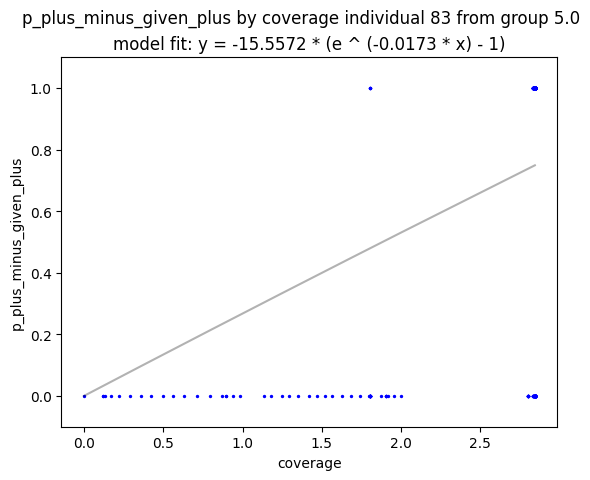 p_plus_minus_given_plus by coverage individual 83 from group 5.0
model fit: y = -15.5572 * (e ^ (-0.0173 * x) - 1)
p_plus_minus_given_plus
1.0
0.8
0.6
0.4
0.2
0.0
0.0 0.5 1.0 1.5 2.0 2.5
coverage